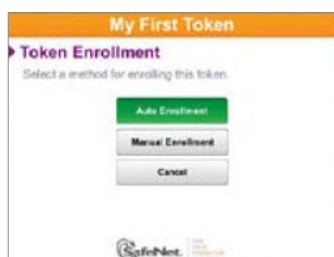 My First Token
Token Enrollment
Select a method for enrolling this token.
Auto Enrollment
Manual Enrollment
Cancel
SafeNet